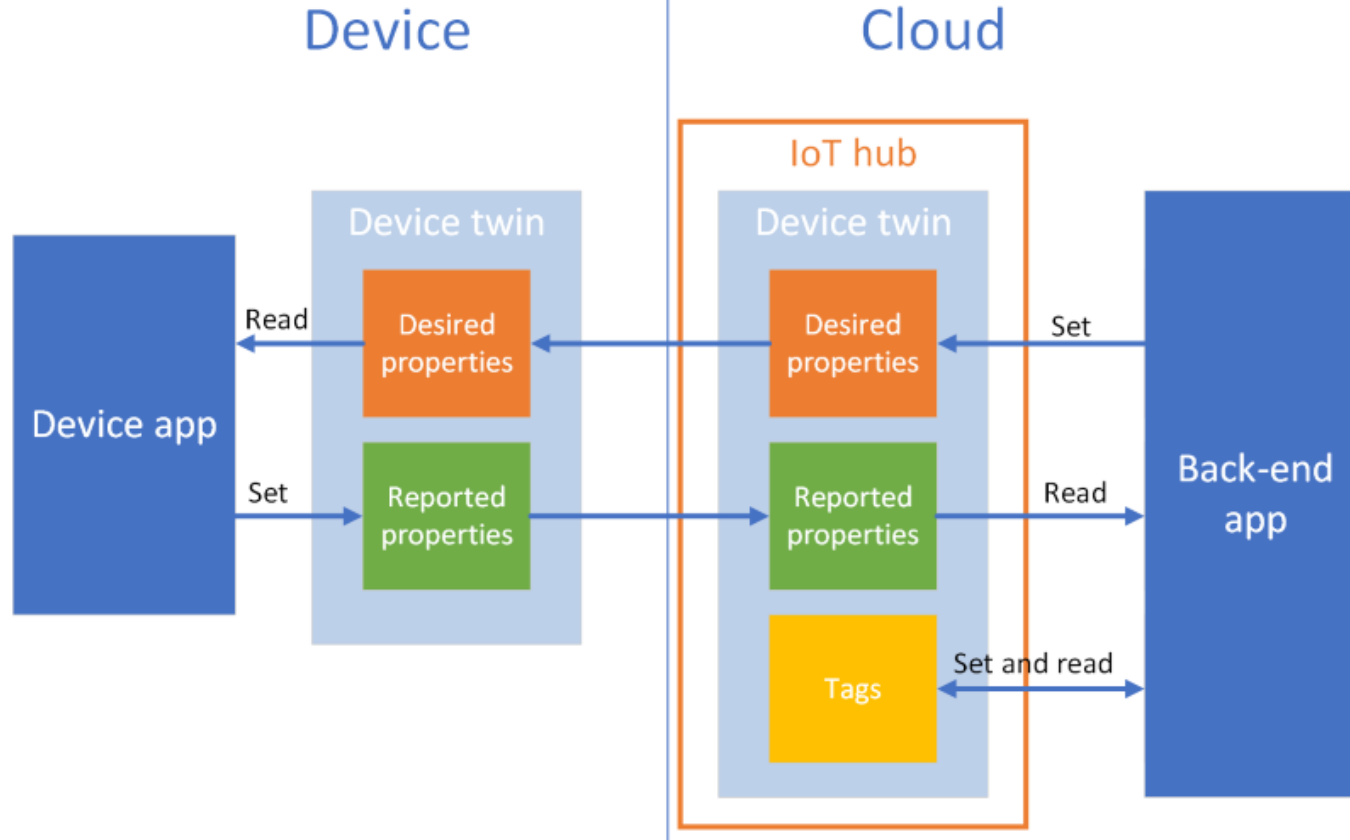 Device
Cloud
IoT hub
Device twin
Device twin
Read
Desired
properties
Desired
properties
Set
Device app
Set
Reported
properties
Reported
properties
Read
Back-end
app
Tags
Set and read